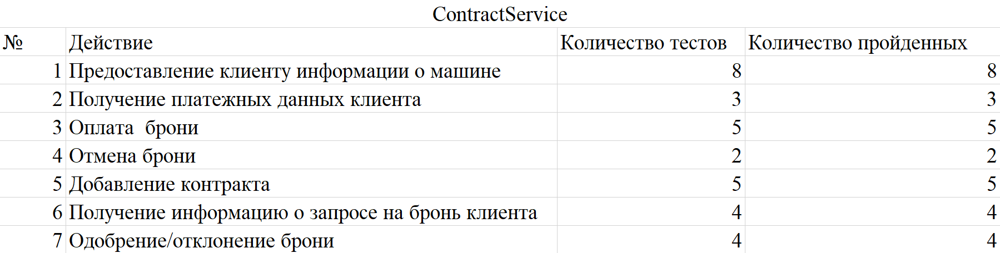 ContractService
№ Действие Количество тестов Количество пройденных
1 Предоставление клиенту информации о машине 8 8
2 Получение платежных данных клиента 3 3
3 Оплата  брони 5 5
4 Отмена брони 2 2
5 Добавление контракта 5 5
6 Получение информацию о запросе на бронь клиента 4 4
7 Одобрение/отклонение брони 4 4